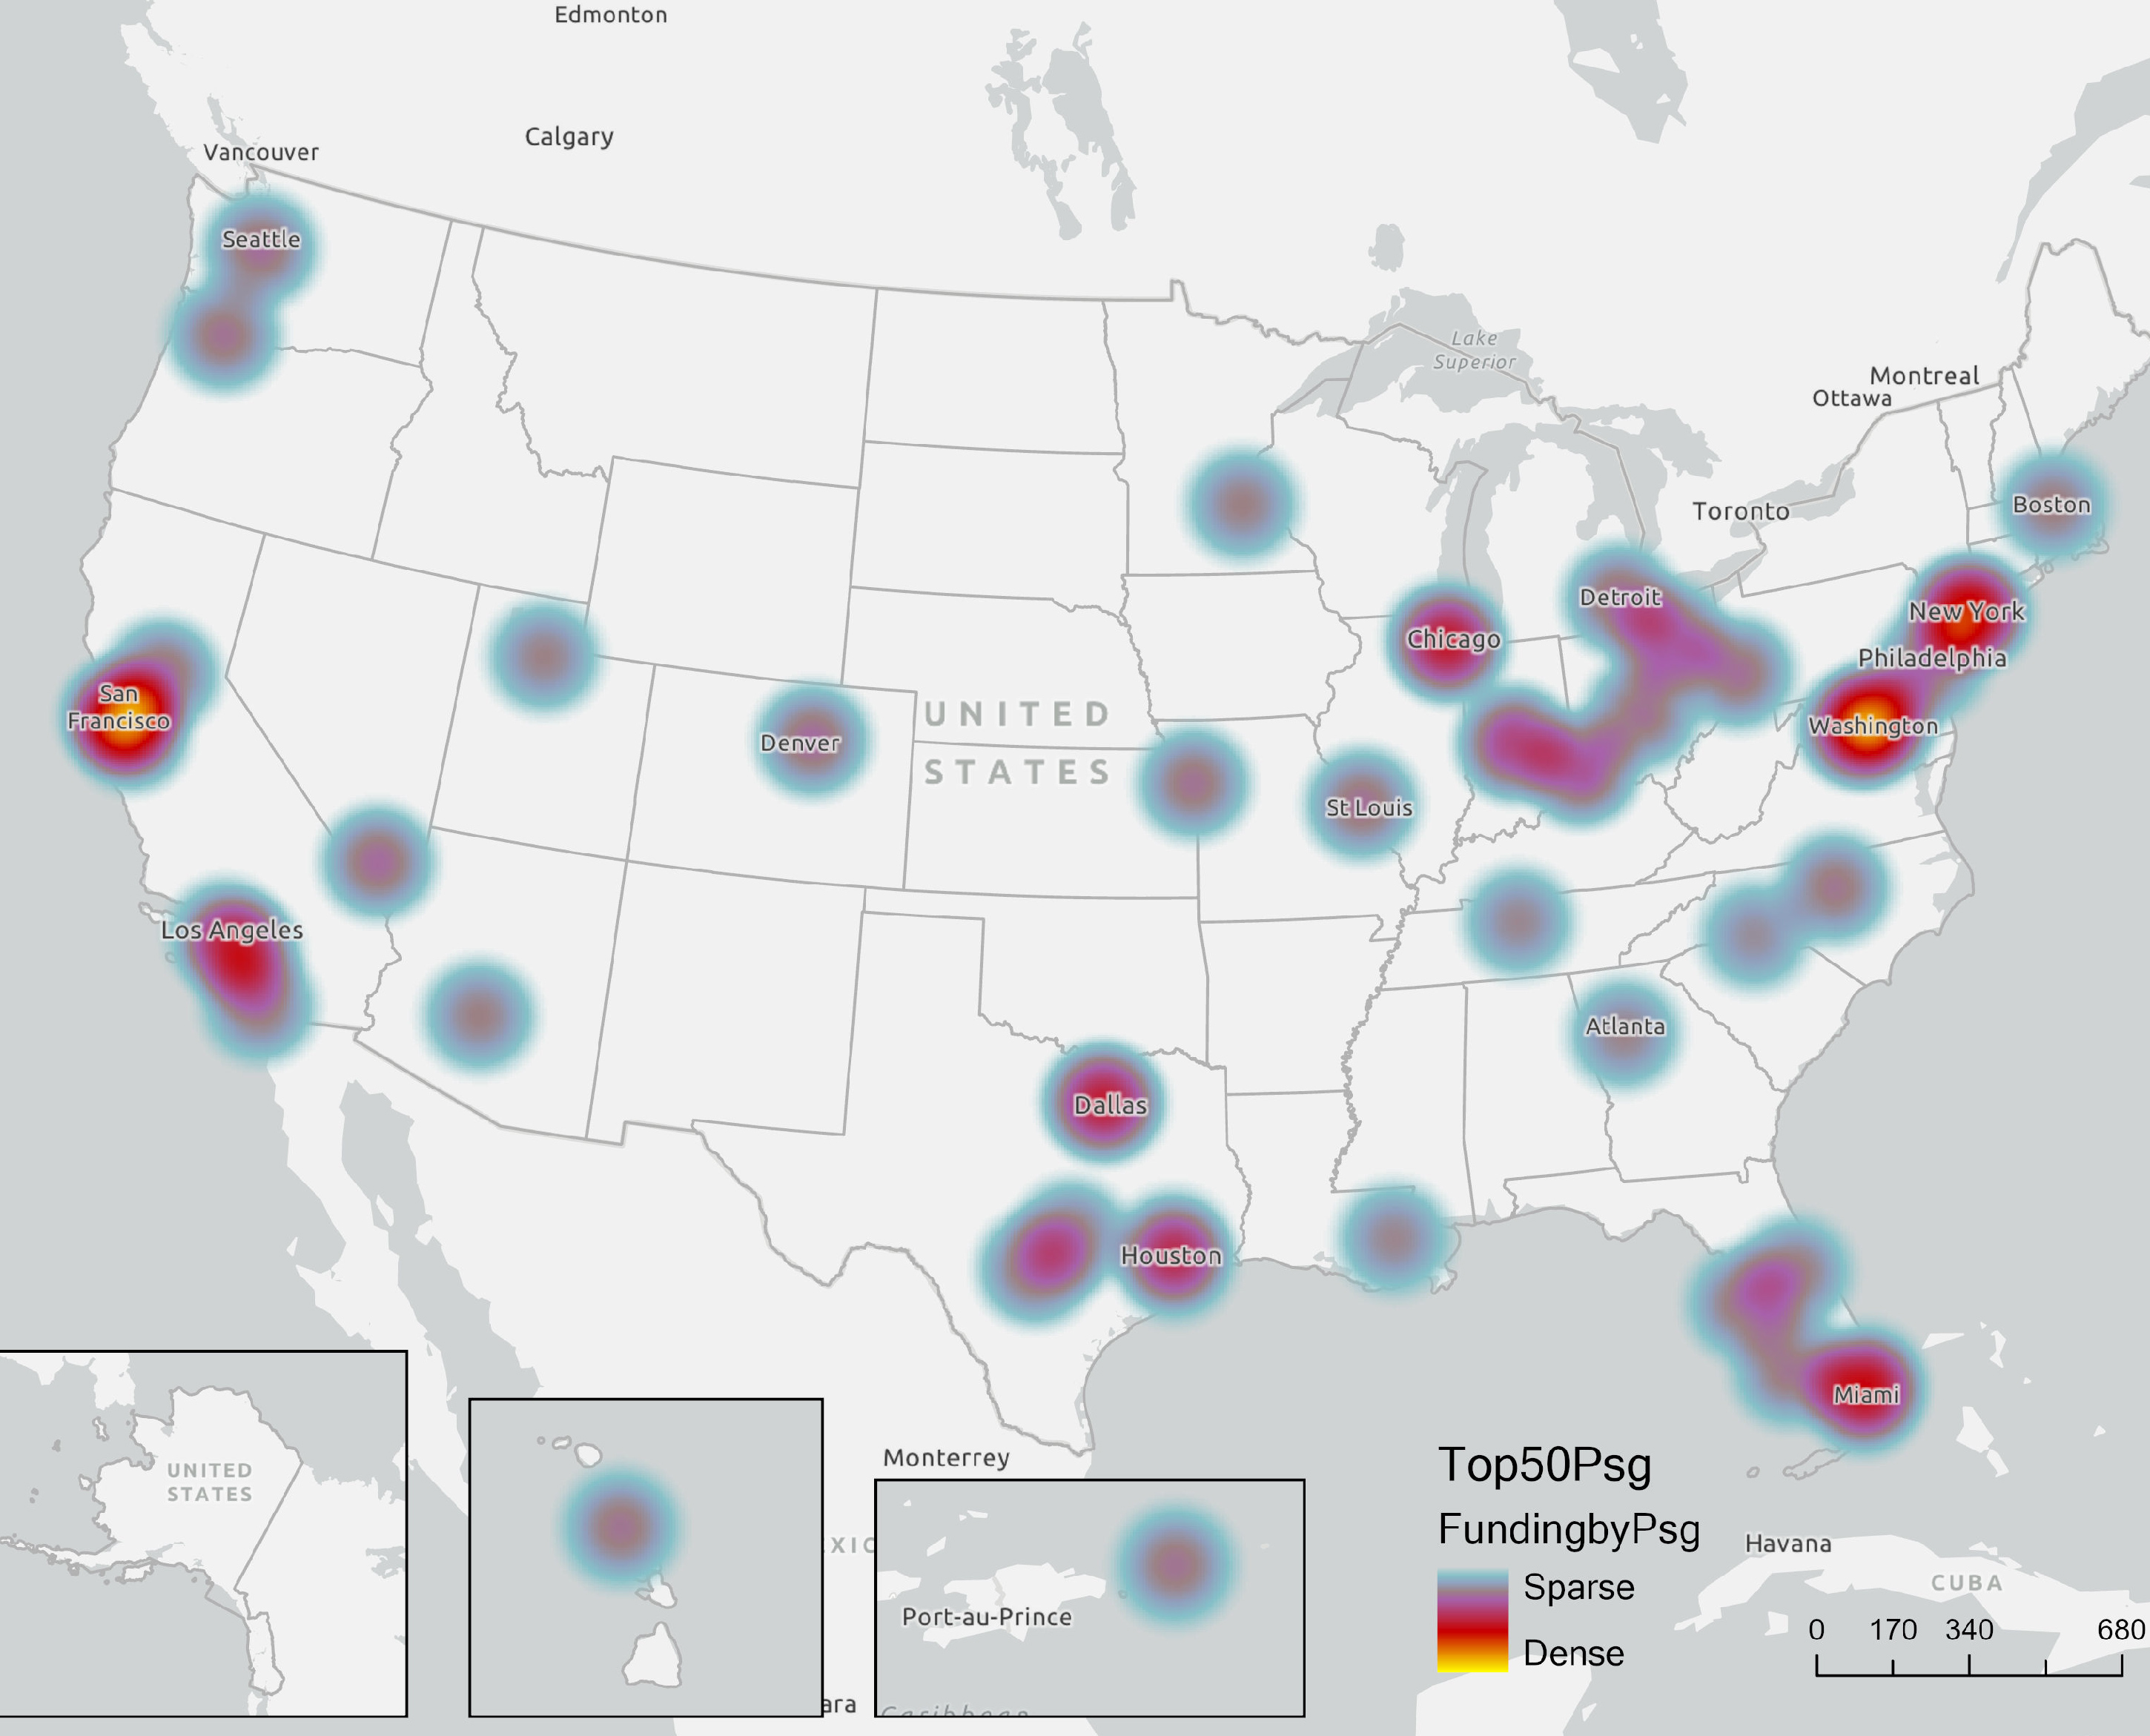 Edmonton
Calgary
Vancouver
Seattle
Lake
Superior
Montreal
Ottawa
Toronto
Boston
Detroit
New York
Chicago
Philadelphia
San
Francisco
UNITED
STATES
Washington
Denver
St Louis
Los Angeles
Atlanta
Dallas
Houston
Miami
Monterrey
UNITED
STATES
XIC
Port-au-Prince
ara
Caribbean
Top50Psg
FundingbyPsg
Sparse
Dense
Havana
CUBA
0 170 340 680